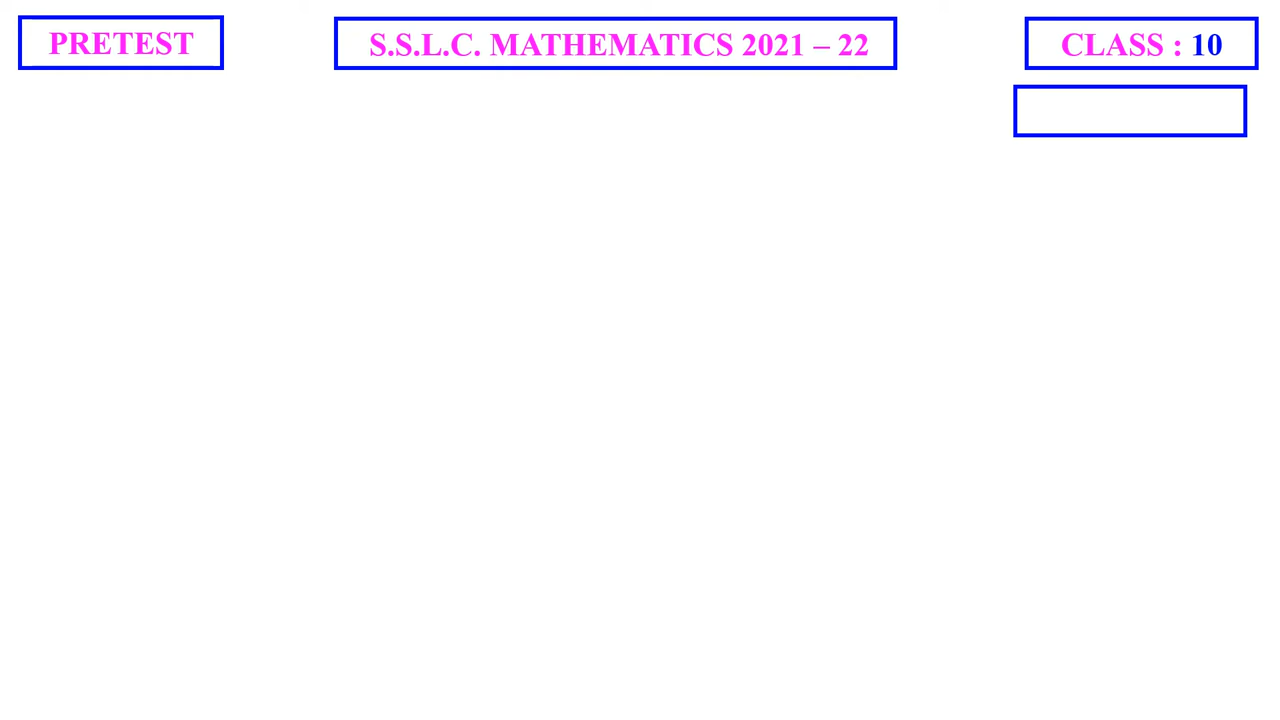 PRETEST
S.S.L.C. MATHEMATICS 2021 – 22
CLASS : 10